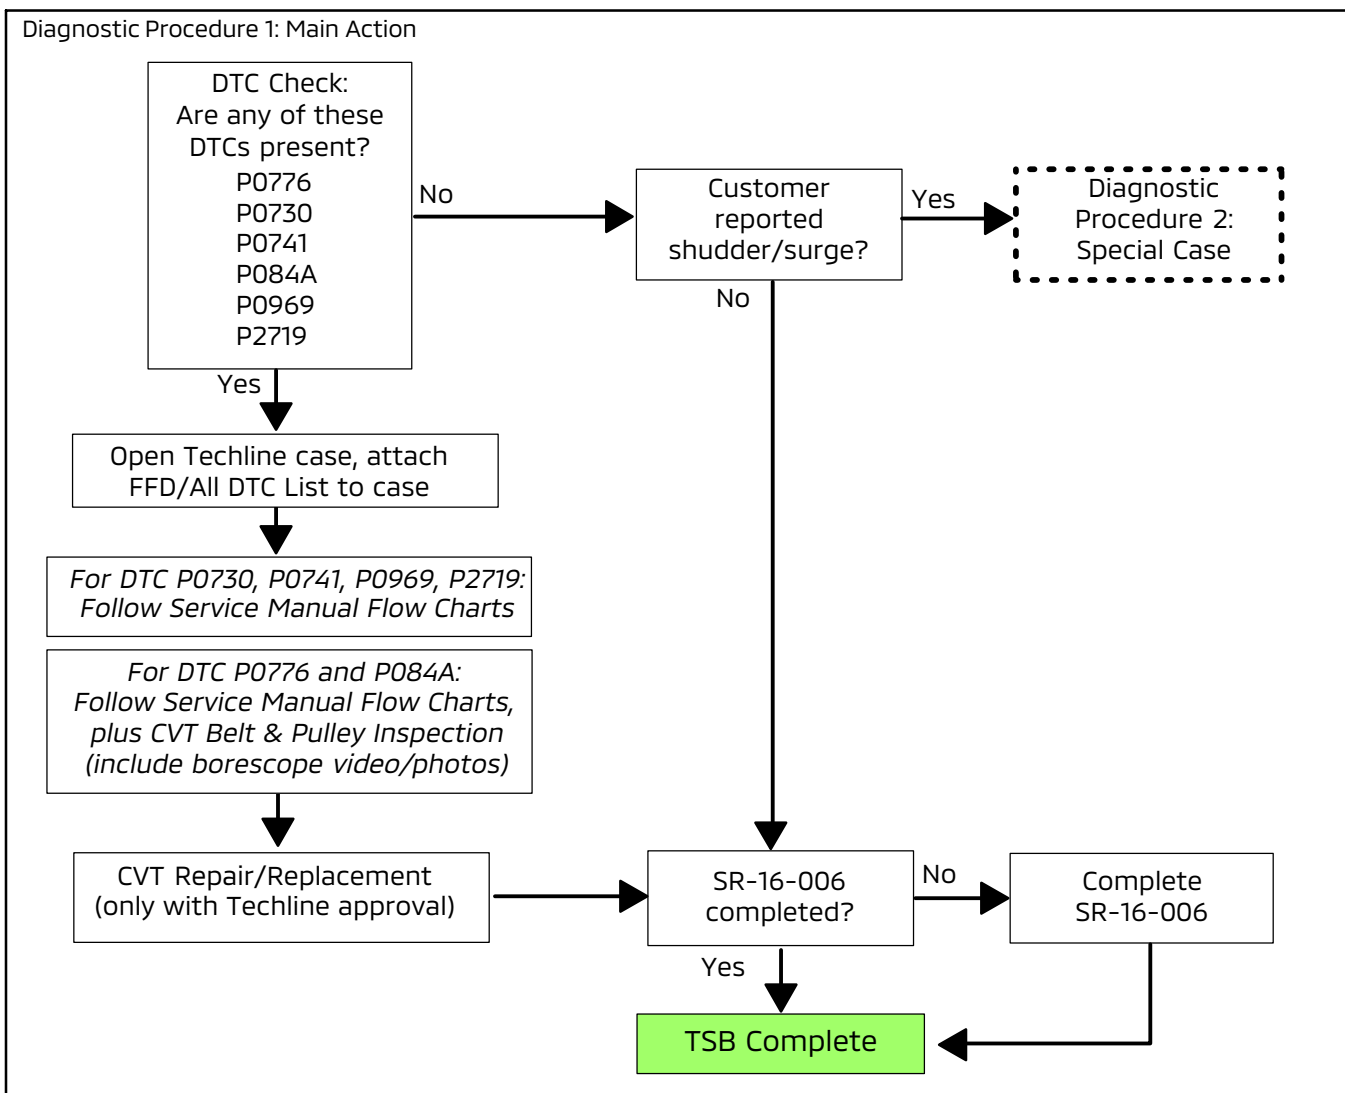 Diagnostic Procedure 1: Main Action
DTC Check:
Are any of these
DTCs present?
P0776
P0730
P0741
P084A
P0969
P2719
No
Customer
reported
shudder/surge?
Yes
Diagnostic
Procedure 2:
Special Case
No
Yes
Open Techline case, attach
FFD/All DTC List to case
For DTC P0730, P0741, P0969, P2719:
Follow Service Manual Flow Charts
For DTC P0776 and P084A:
Follow Service Manual Flow Charts,
plus CVT Belt & Pulley Inspection
(include borescope video/photos)
CVT Repair/Replacement
(only with Techline approval)
SR-16-006
completed?
No
Complete
SR-16-006
Yes
TSB Complete